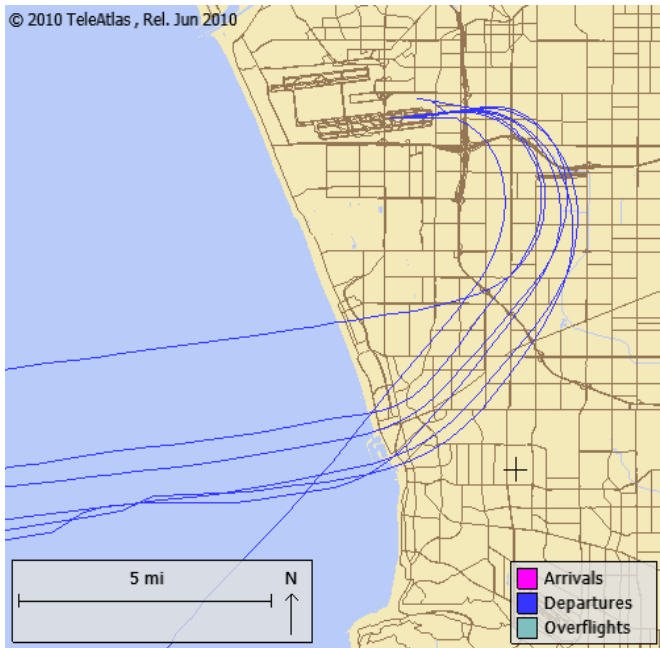 © 2010 TeleAtlas , Rel. Jun 2010
5 mi
N
Arrivals
Departures
Overflights